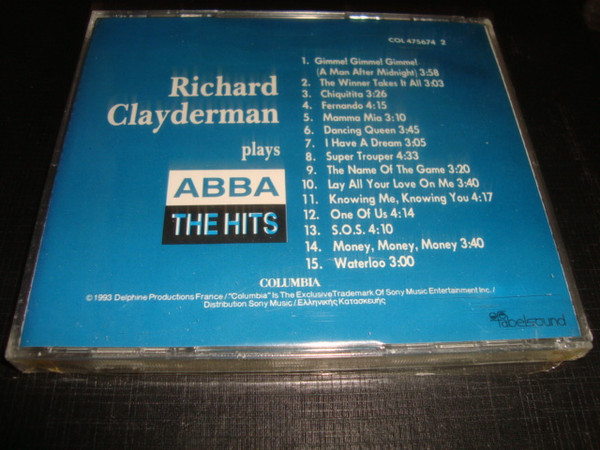 COL 475674 2
Richard
Clayderman
plays
ABBA
THE HITS
1. Gimme! Gimme! Gimme!
(A Man After Midnight) 3:58
2. The Winner Takes It All 3:03
3. Chiquitita 3:26
4. Fernando 4:15
5. Mamma Mia 3:10
6. Dancing Queen 3:45
7. I Have A Dream 3:05
8. Super Trouper 4:33
9. The Name Of The Game 3:20
10. Lay All Your Love On Me 3:40
11. Knowing Me, Knowing You 4:17
12. One Of Us 4:14
13. S.O.S. 4:10
14. Money, Money, Money 3:40
15. Waterloo 3:00
COLUMBIA
©1993 Delphine Productions France / "Columbia" Is The Exclusive Trademark Of Sony Music Entertainment Inc. /
Distribution Sony Music / Ελληνικής Κατασκευής
fabelsound